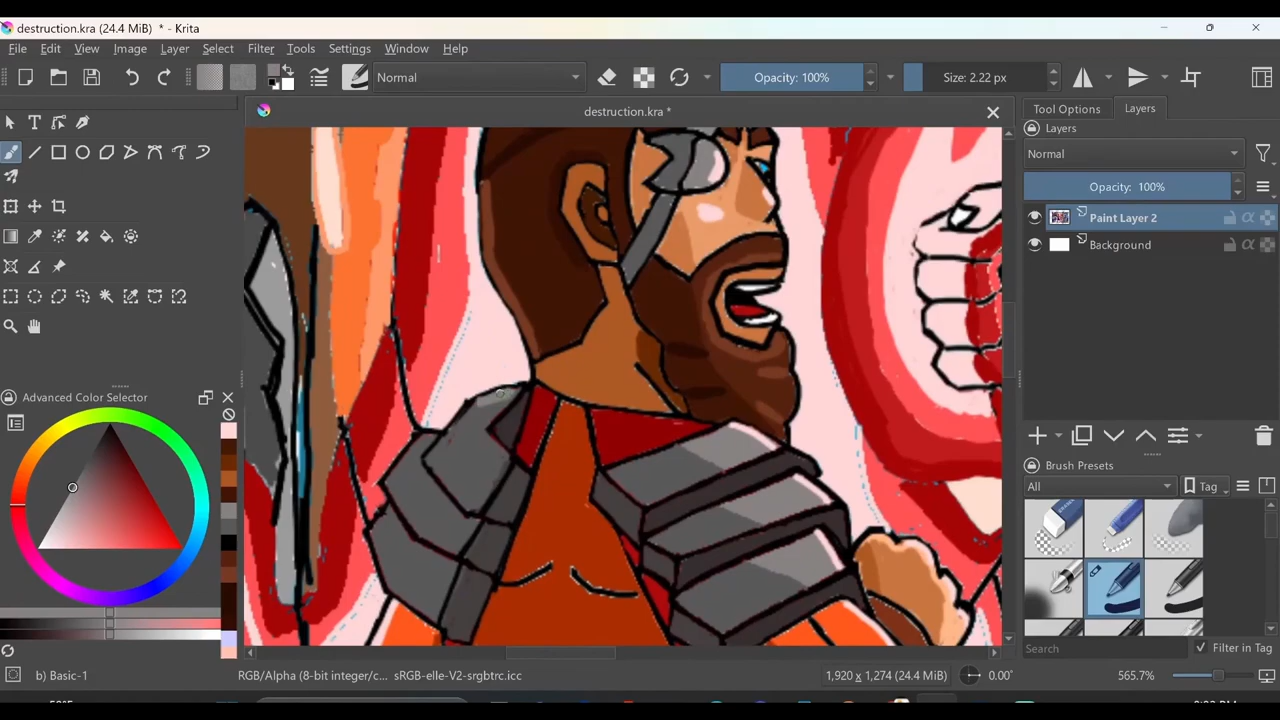 destruction.kra (24.4 MiB) * - Krita
File Edit View Image Layer Select Filter Tools Settings Window Help
Normal Opacity: 100% Size: 2.22 px
destruction.kra *
Tool Options Layers
Layers
Normal
Opacity: 100%
Paint Layer 2
Background
Advanced Color Selector
Brush Presets
All Tag
Search Filter in Tag
b) Basic-1 RGB/Alpha (8-bit integer/c... sRGB-elle-V2-srgbtrc.icc 1,920 x 1,274 (24.4 MiB) 0.00° 565.7%